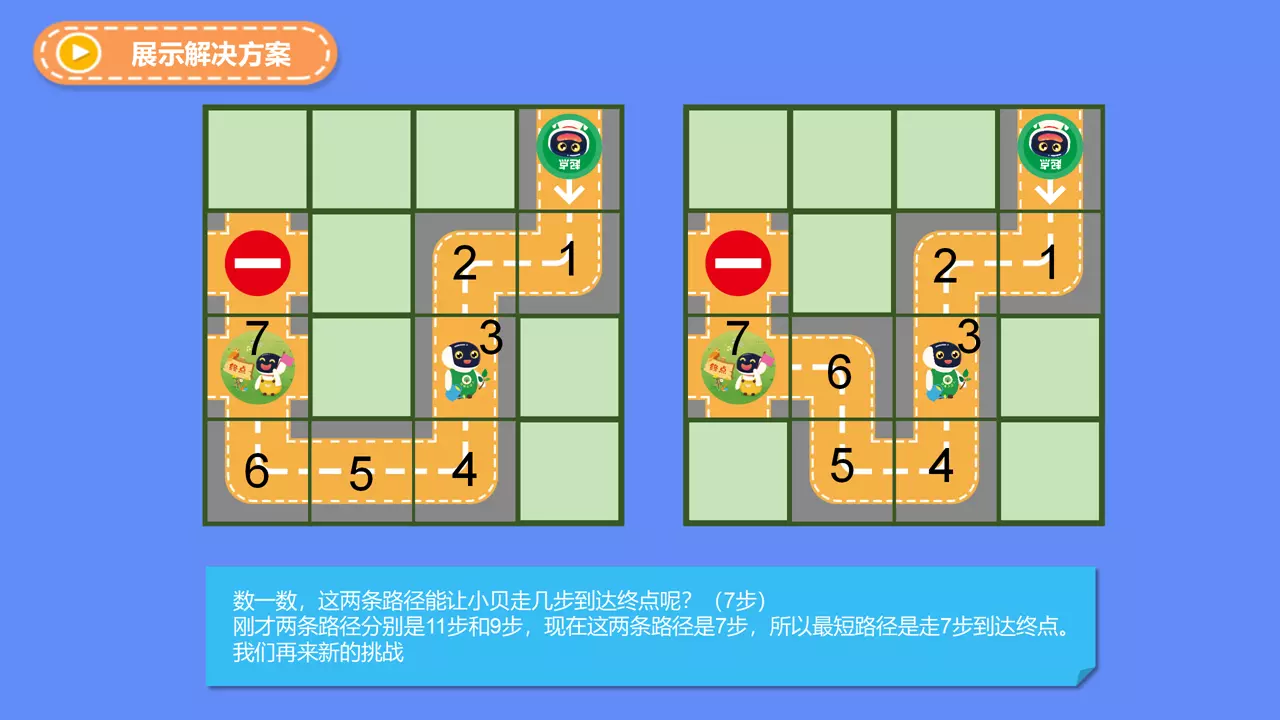 展示解决方案
起点
1
2
3
7
终点
6
5
4
起点
1
2
3
7
终点
6
5
4
数一数，这两条路径能让小贝走几步到达终点呢？（7步）
刚才两条路径分别是11步和9步，现在这两条路径是7步，所以最短路径是走7步到达终点。
我们再来新的挑战